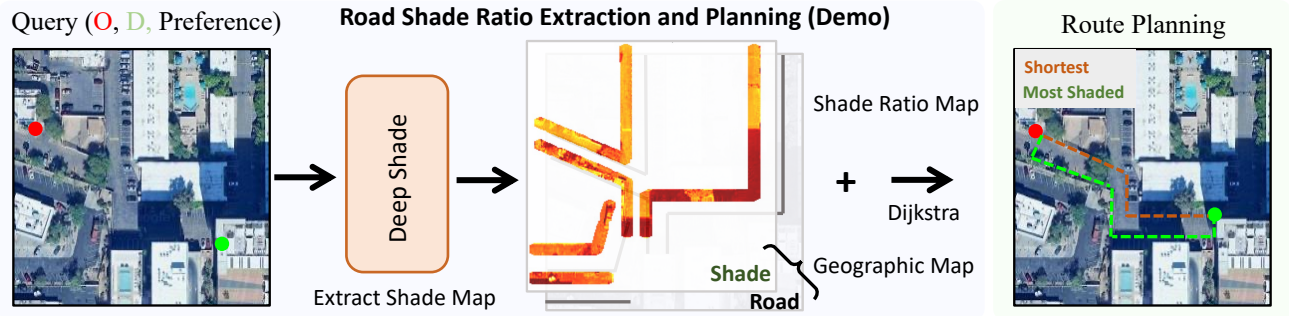 Query (O, D, Preference)
Road Shade Ratio Extraction and Planning (Demo)
Route Planning
Deep Shade
Extract Shade Map
Shade
Road
Shade Ratio Map
+
Dijkstra
Geographic Map
Shortest
Most Shaded